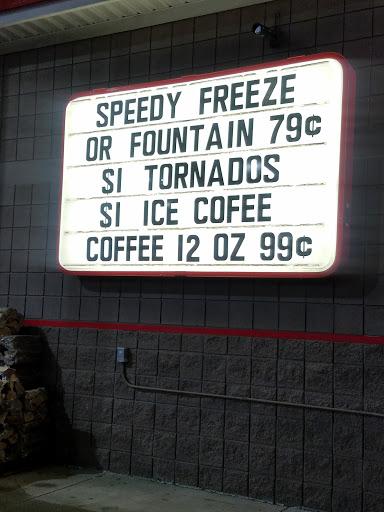 SPEEDY FREEZE
OR FOUNTAIN 79¢
$1 TORNADOS
$1 ICE COFEE
COFFEE 12 OZ 99¢